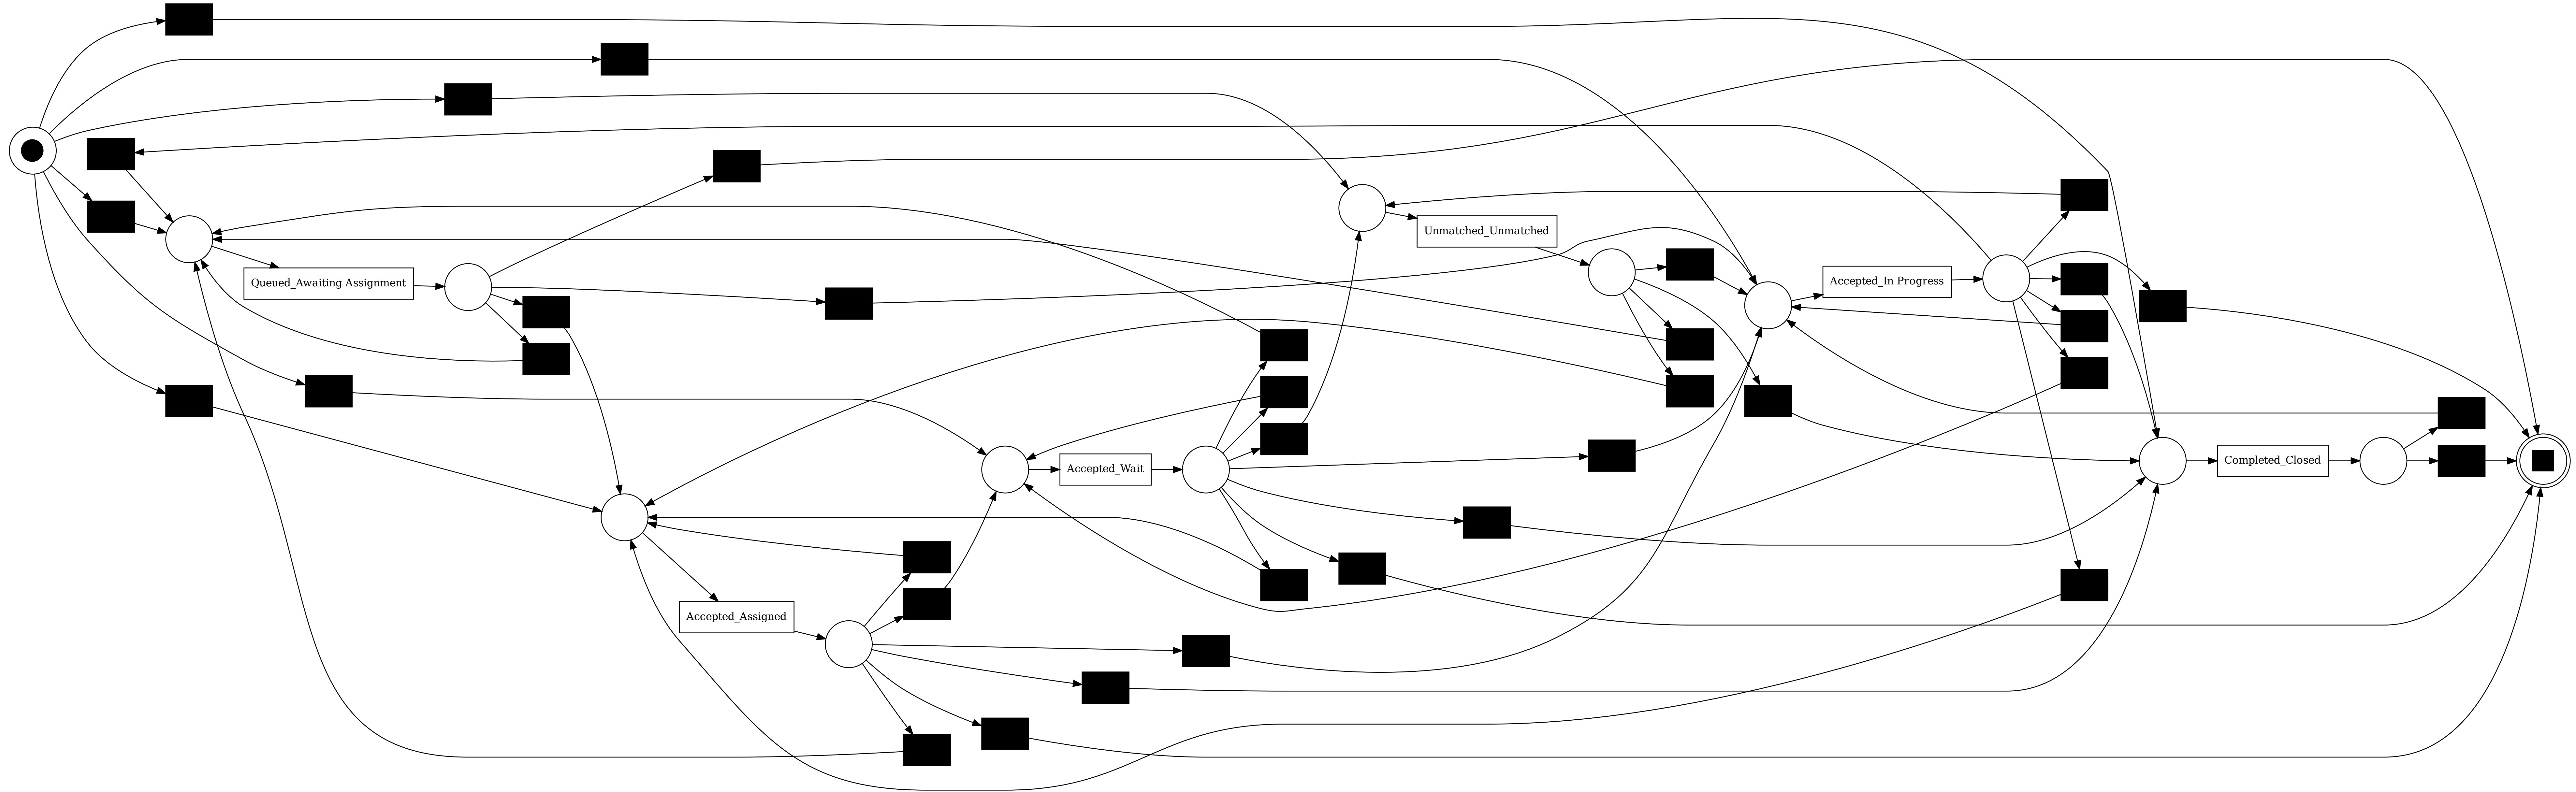 Unmatched_Unmatched
Queued_Awaiting Assignment
Accepted_In Progress
Accepted_Wait
Completed_Closed
Accepted_Assigned